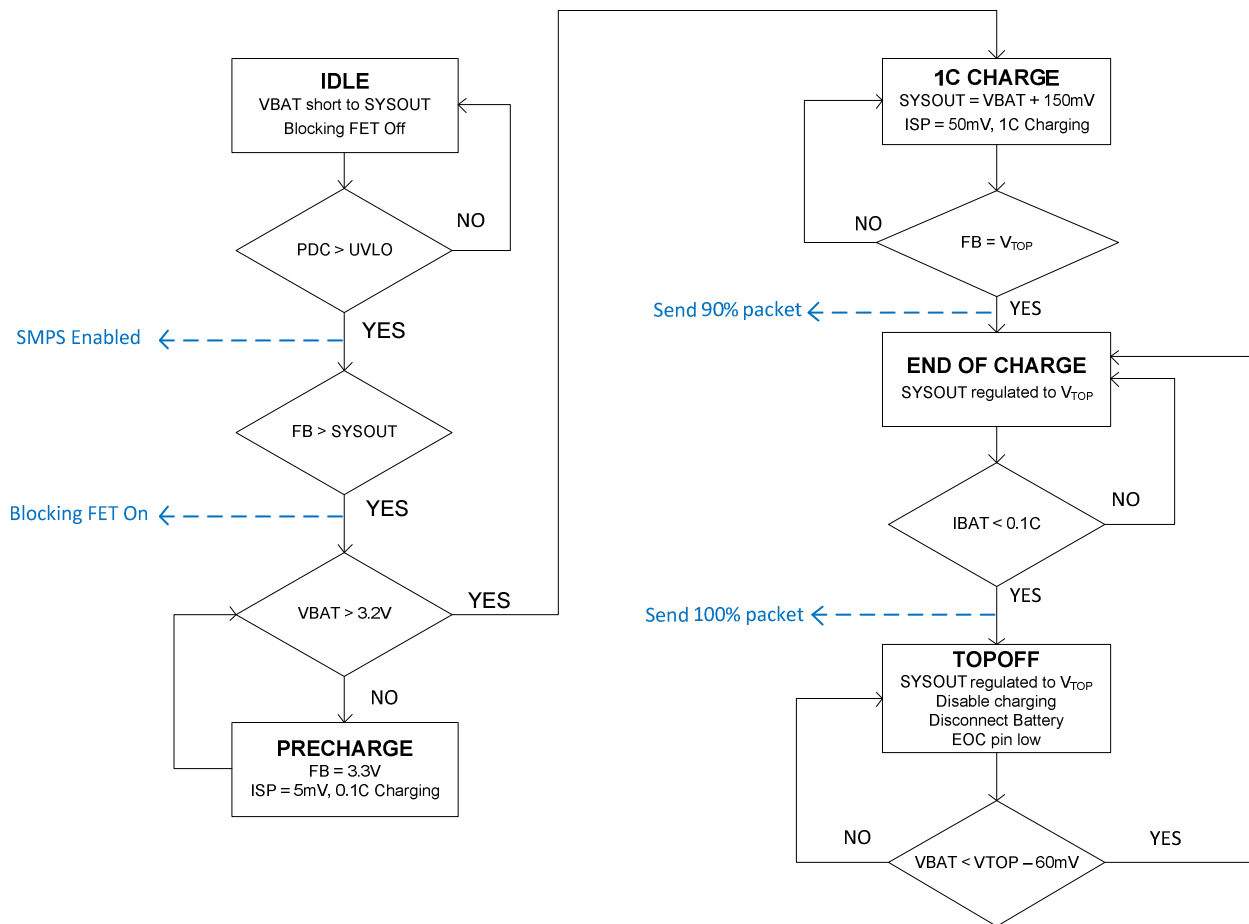 IDLE
VBAT short to SYSOUT
Blocking FET Off
NO
PDC > UVLO
YES
SMPS Enabled
FB > SYSOUT
YES
Blocking FET On
VBAT > 3.2V
YES
NO
PRECHARGE
FB = 3.3V
ISP = 5mV, 0.1C Charging
1C CHARGE
SYSOUT = VBAT + 150mV
ISP = 50mV, 1C Charging
NO
FB = VTOP
Send 90% packet
YES
END OF CHARGE
SYSOUT regulated to VTOP
NO
IBAT < 0.1C
YES
Send 100% packet
TOPOFF
SYSOUT regulated to VTOP
Disable charging
Disconnect Battery
EOC pin low
NO
YES
VBAT < VTOP – 60mV